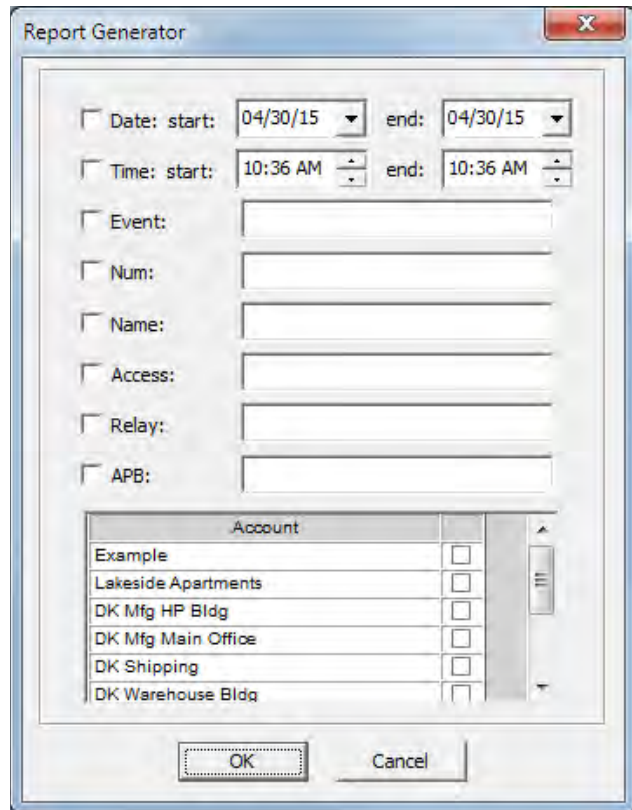 Report Generator
Date: start: 04/30/15 end: 04/30/15
Time: start: 10:36 AM end: 10:36 AM
Event:
Num:
Name:
Access:
Relay:
APB:
Account
Example
Lakeside Apartments
DK Mfg HP Bldg
DK Mfg Main Office
DK Shipping
DK Warehouse Bldg
OK Cancel